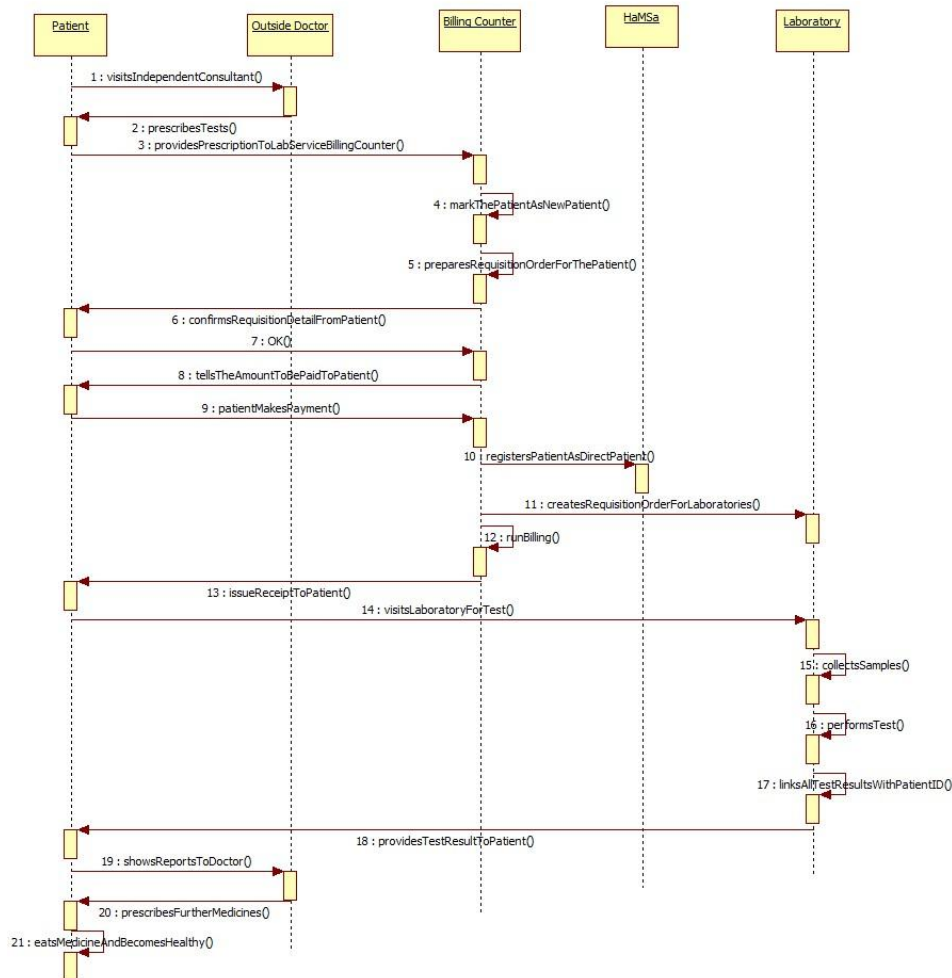 Patient
Outside Doctor
Billing Counter
HaMSa
Laboratory
1 : visitsIndependentConsultant()
2 : prescribesTests()
3 : providesPrescriptionToLabServiceBillingCounter()
4 : markThePatientAsNewPatient()
5 : preparesRequisitionOrderForThePatient()
6 : confirmsRequisitionDetailFromPatient()
7 : OK()
8 : tellsTheAmountToBePaidToPatient()
9 : patientMakesPayment()
10 : registersPatientAsDirectPatient()
11 : createsRequisitionOrderForLaboratories()
12 : runBilling()
13 : issueReceiptToPatient()
14 : visitsLaboratoryForTest()
15 : collectsSamples()
16 : performsTest()
17 : linksAllTestResultsWithPatientID()
18 : providesTestResultToPatient()
19 : showsReportsToDoctor()
20 : prescribesFurtherMedicines()
21 : eatsMedicineAndBecomesHealthy()